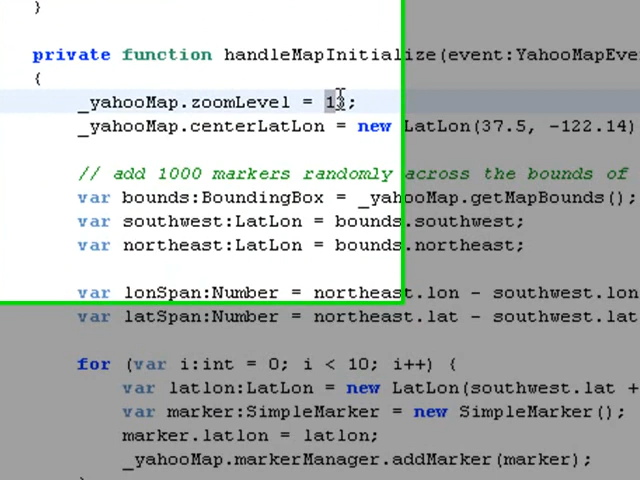 }
private function handleMapInitialize(event:YahooMapEve
{
_yahooMap.zoomLevel = 13;
_yahooMap.centerLatLon = new LatLon(37.5, -122.14)
// add 1000 markers randomly across the bounds of
var bounds:BoundingBox = _yahooMap.getMapBounds();
var southwest:LatLon = bounds.southwest;
var northeast:LatLon = bounds.northeast;
var lonSpan:Number = northeast.lon - southwest.lon
var latSpan:Number = northeast.lat - southwest.lat
for (var i:int = 0; i < 10; i++) {
var latlon:LatLon = new LatLon(southwest.lat +
var marker:SimpleMarker = new SimpleMarker();
marker.latlon = latlon;
_yahooMap.markerManager.addMarker(marker);
}